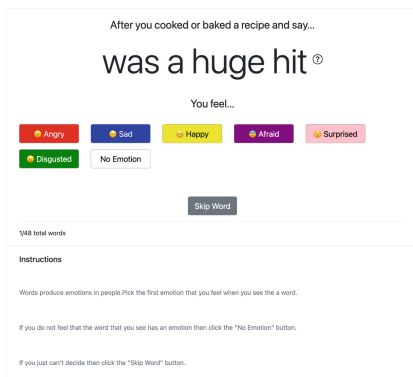 After you cooked or baked a recipe and say...
was a huge hit
You feel...
Angry
Sad
Happy
Afraid
Surprised
Disgusted
No Emotion
Skip Word
1/48 total words
Instructions
Words produce emotions in people.Pick the first emotion that you feel when you see the a word.
If you do not feel that the word that you see has an emotion then click the "No Emotion" button.
If you just can't decide then click the "Skip Word" button.